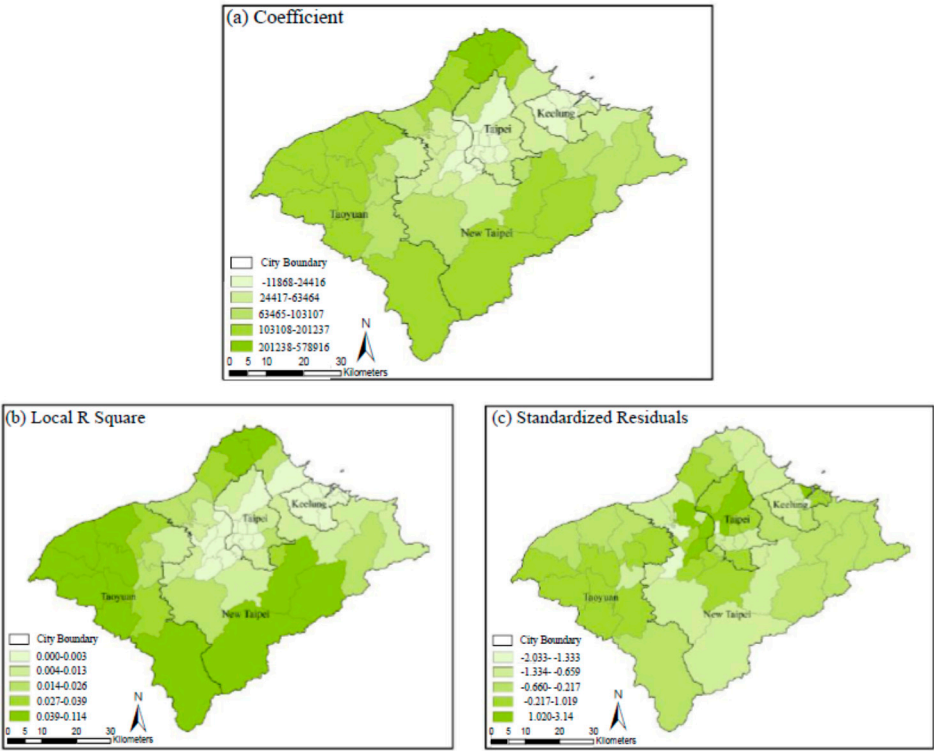 (a) Coefficient
Keelung
Taipei
Taoyuan
New Taipei
City Boundary
-11868-24416
24417-63464
63465-103107
103108-201237
201238-578916
N
0 5 10 20 30
Kilometers
(b) Local R Square
Keelung
Taipei
Taoyuan
New Taipei
City Boundary
0.000-0.003
0.004-0.013
0.014-0.026
0.027-0.039
0.039-0.114
N
0 5 10 20 30
Kilometers
(c) Standardized Residuals
Keelung
Taipei
Taoyuan
New Taipei
City Boundary
-2.033- -1.333
-1.334- -0.659
-0.660- -0.217
-0.217-1.019
1.020-3.14
N
0 5 10 20 30
Kilometers